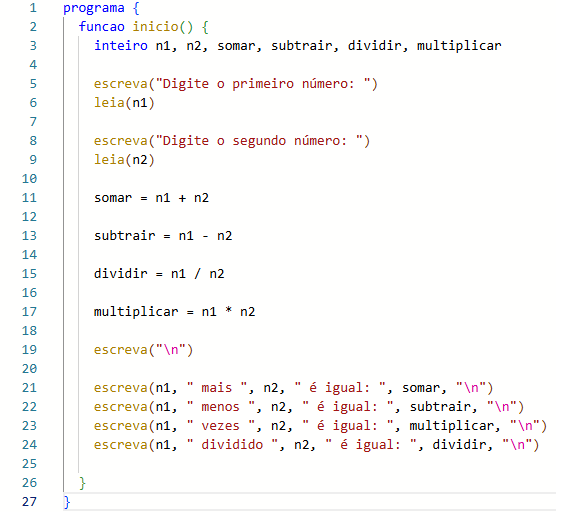 1 programa {
2 funcao inicio() {
3 inteiro n1, n2, somar, subtrair, dividir, multiplicar
4
5 escreva("Digite o primeiro número: ")
6 leia(n1)
7
8 escreva("Digite o segundo número: ")
9 leia(n2)
10
11 somar = n1 + n2
12
13 subtrair = n1 - n2
14
15 dividir = n1 / n2
16
17 multiplicar = n1 * n2
18
19 escreva("\n")
20
21 escreva(n1, " mais ", n2, " é igual: ", somar, "\n")
22 escreva(n1, " menos ", n2, " é igual: ", subtrair, "\n")
23 escreva(n1, " vezes ", n2, " é igual: ", multiplicar, "\n")
24 escreva(n1, " dividido ", n2, " é igual: ", dividir, "\n")
25
26 }
27 }